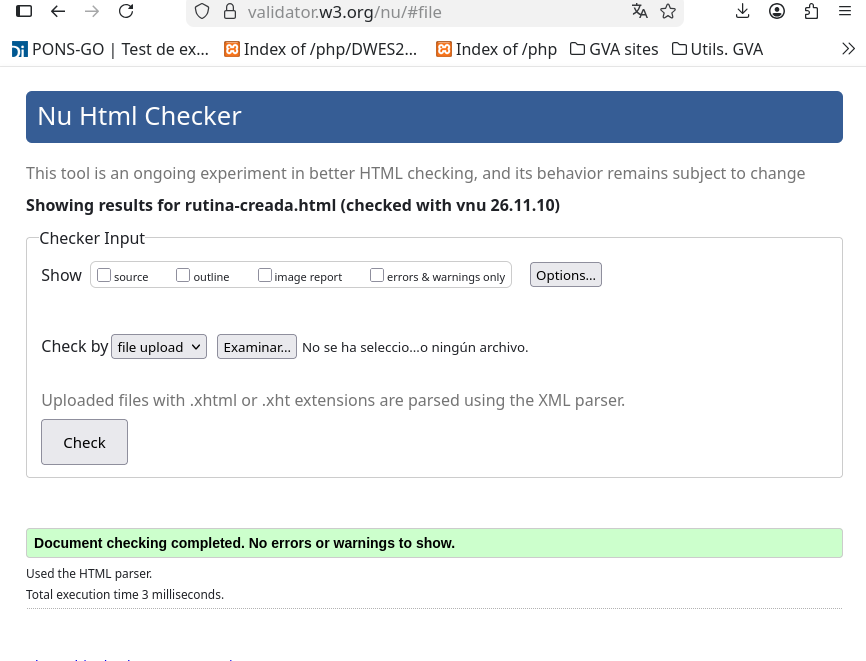 validator.w3.org/nu/#file
PONS-GO | Test de ex... Index of /php/DWES2... Index of /php GVA sites Utils. GVA
Nu Html Checker
This tool is an ongoing experiment in better HTML checking, and its behavior remains subject to change
Showing results for rutina-creada.html (checked with vnu 26.11.10)
Checker Input
Show source outline image report errors & warnings only Options...
Check by file upload Examinar... No se ha seleccio...o ningún archivo.
Uploaded files with .xhtml or .xht extensions are parsed using the XML parser.
Check
Document checking completed. No errors or warnings to show.
Used the HTML parser.
Total execution time 3 milliseconds.